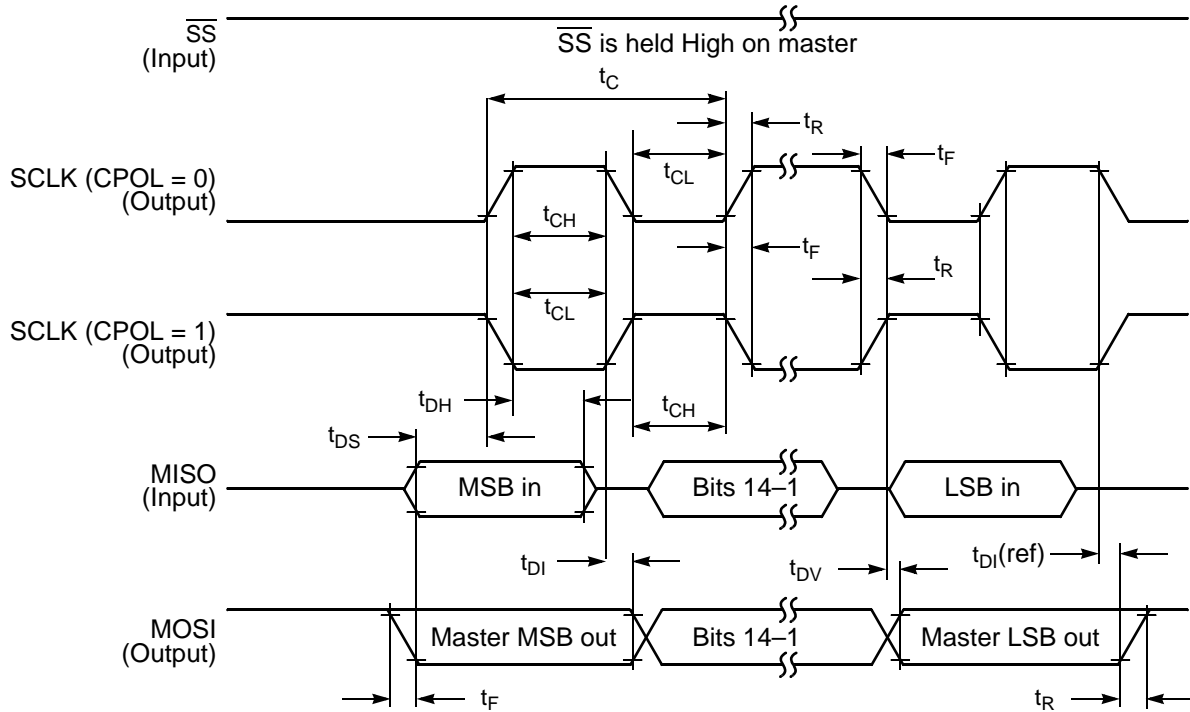 SS
(Input)
SS is held High on master
tC
tR
tF
SCLK (CPOL = 0)
(Output)
tCL
tCH
tF
tR
tCL
SCLK (CPOL = 1)
(Output)
tDH
tCH
tDS
MISO
(Input)
MSB in
Bits 14–1
LSB in
tDI
tDV
tDI(ref)
MOSI
(Output)
Master MSB out
Bits 14–1
Master LSB out
tF
tR